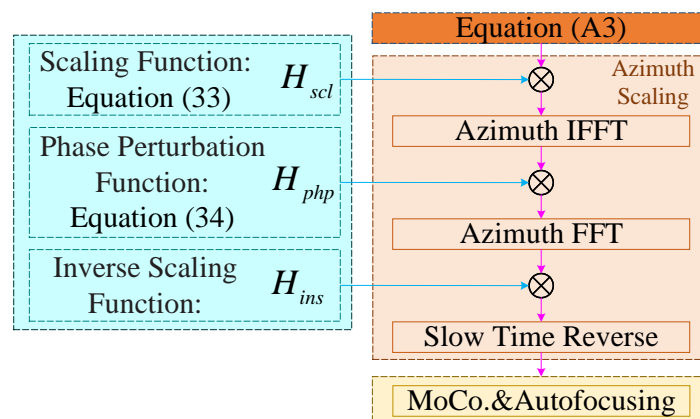 Equation (A3)
Scaling Function:
Equation (33)
H_scl
Azimuth
Scaling
Azimuth IFFT
Phase Perturbation
Function:
Equation (34)
H_php
Azimuth FFT
Inverse Scaling
Function:
H_ins
Slow Time Reverse
MoCo.&Autofocusing